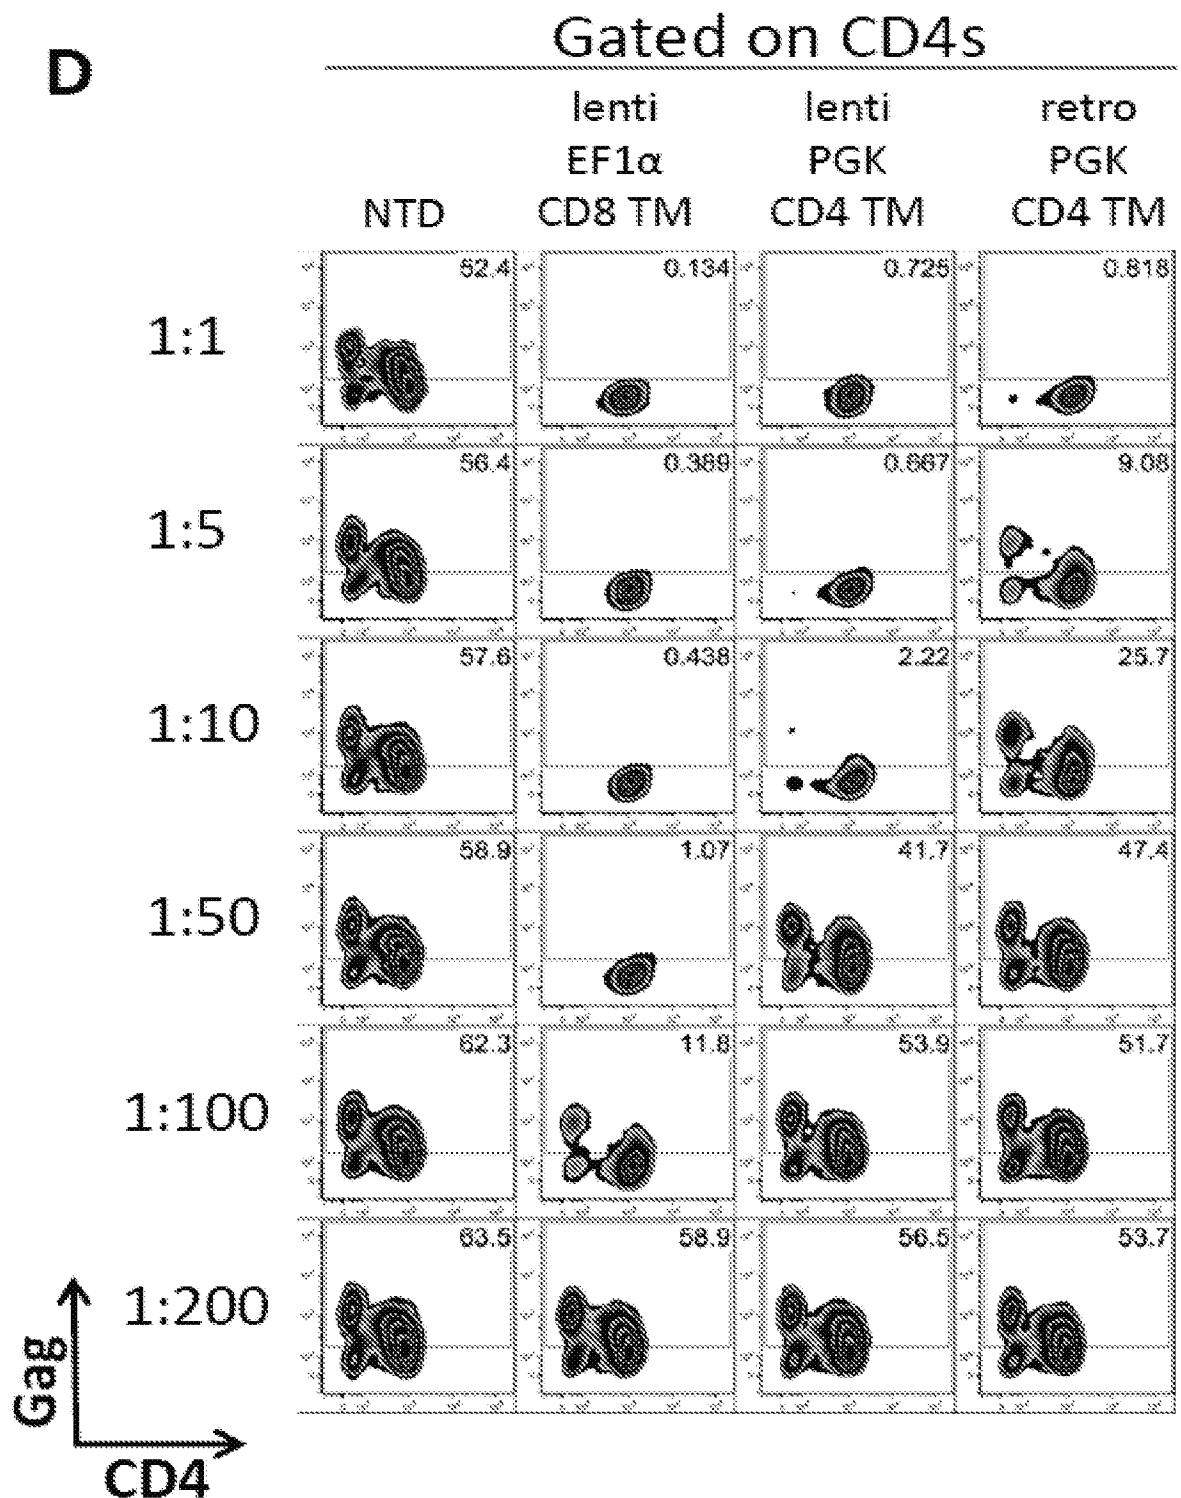 D
Gated on CD4s
lenti lenti retro
EF1α PGK PGK
NTD CD8 TM CD4 TM CD4 TM
1:1 62.4 0.134 0.725 0.818
1:5 56.4 0.389 0.667 9.08
1:10 57.6 0.438 2.22 25.7
1:50 58.9 1.07 41.7 47.4
1:100 62.3 11.8 53.9 51.7
1:200 63.5 58.9 56.5 53.7
Gag
CD4